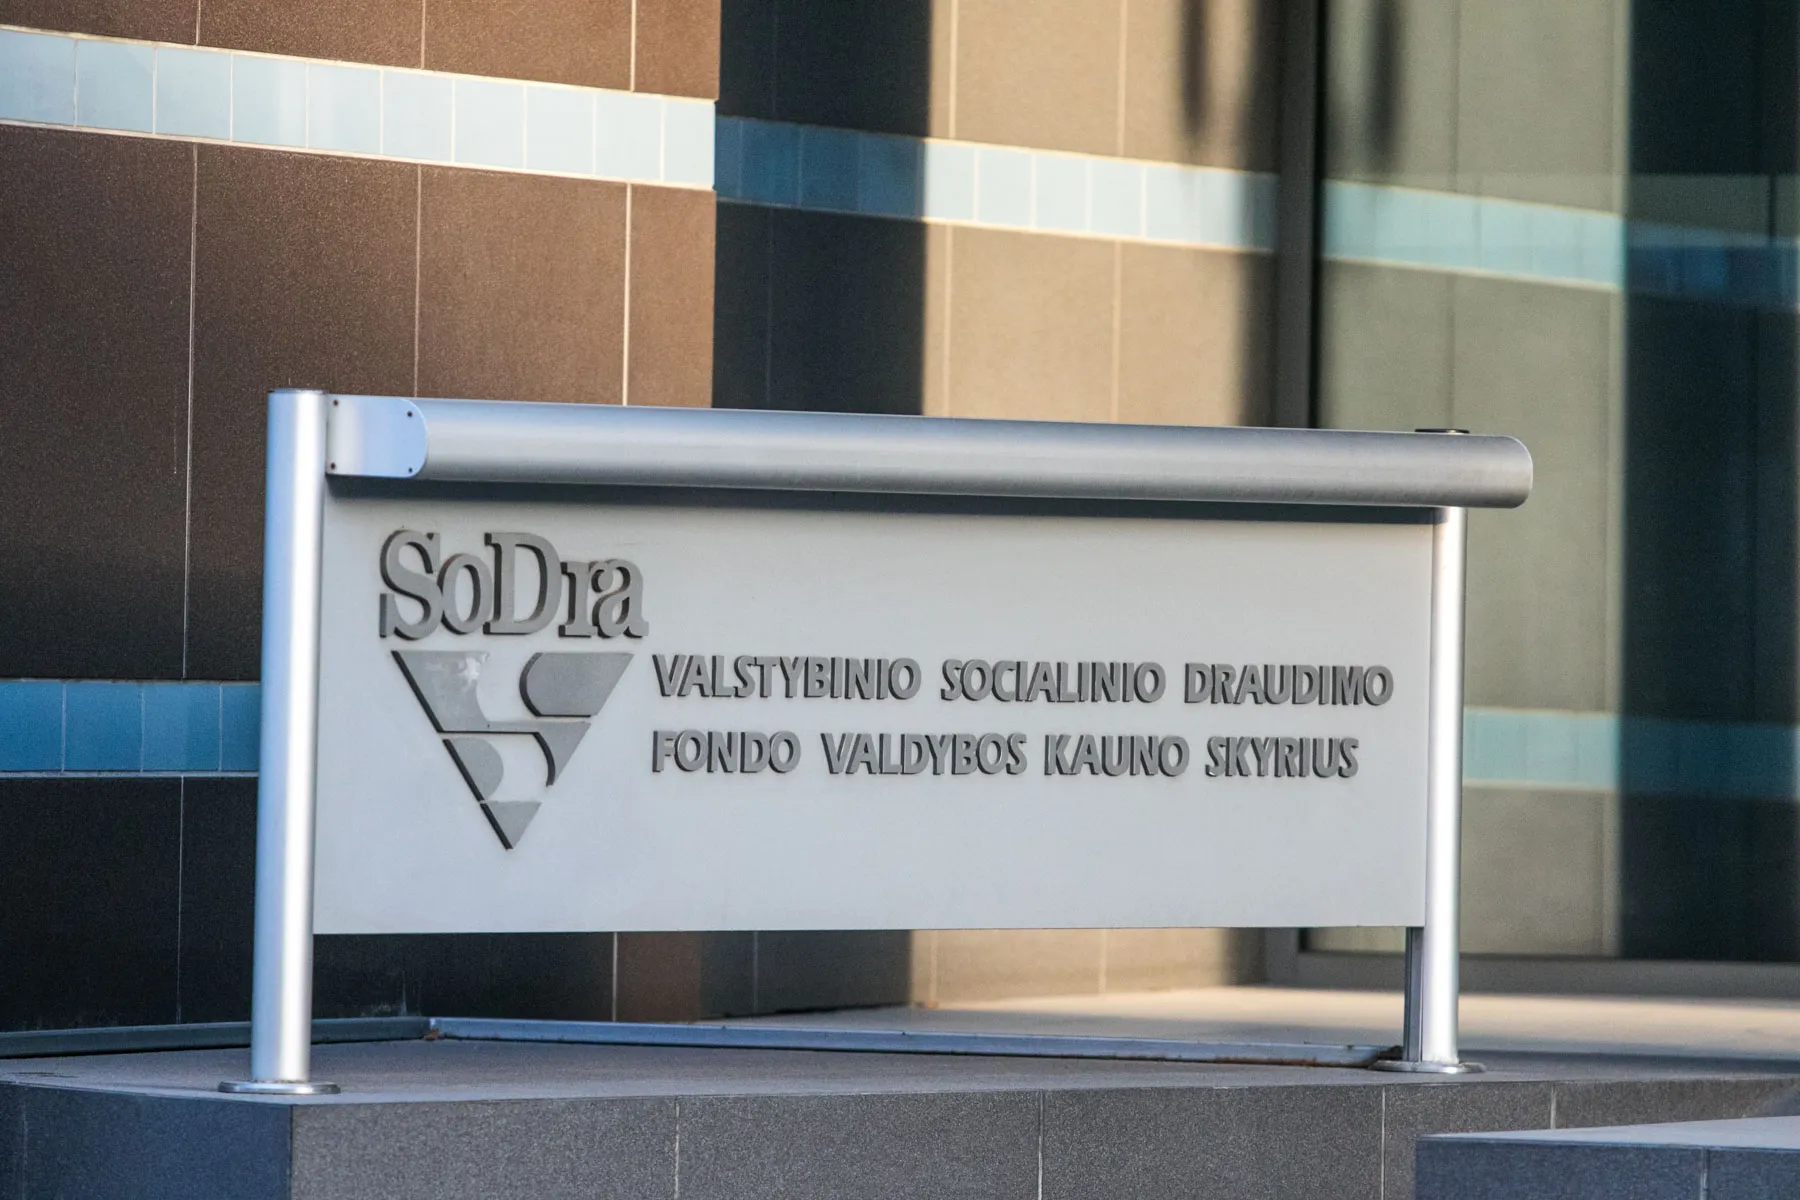 SoDra
VALSTYBINIO SOCIALINIO DRAUDIMO
FONDO VALDYBOS KAUNO SKYRIUS